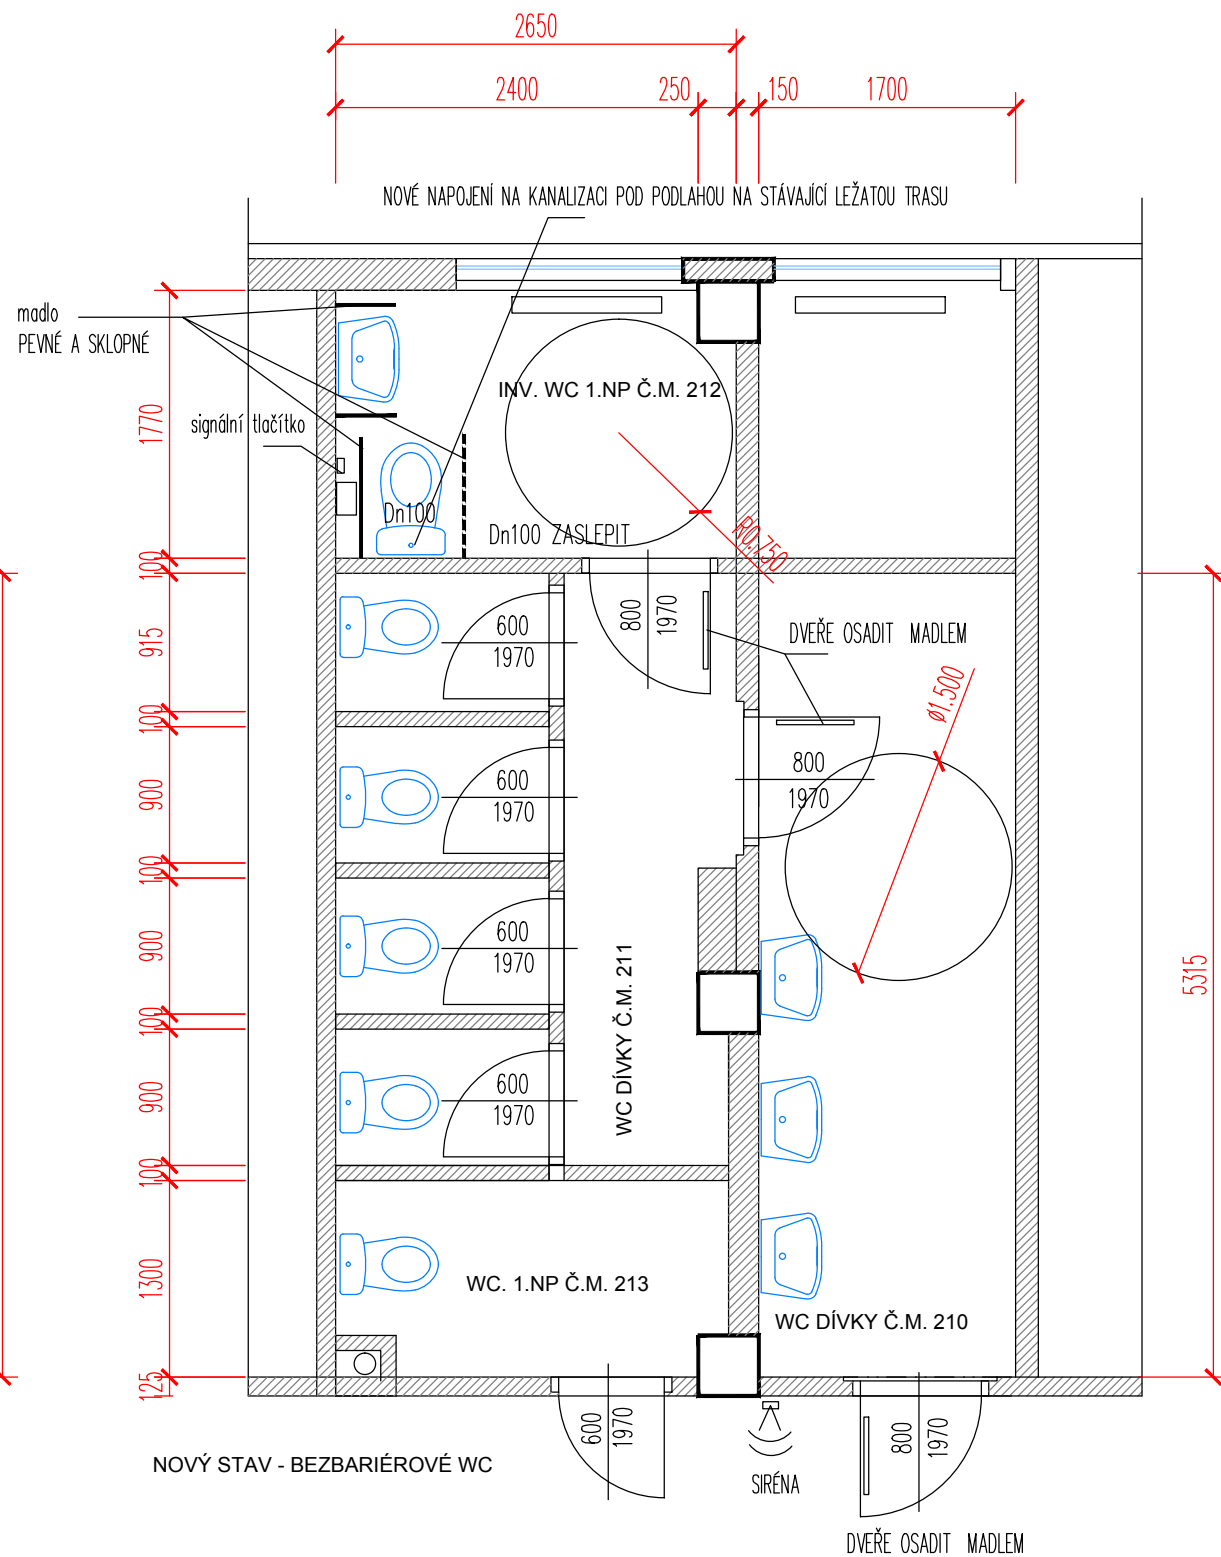 2650
2400
250
150
1700
NOVÉ NAPOJENÍ NA KANALIZACI POD PODLAHOU NA STÁVAJÍCÍ LEŽATOU TRASU
madlo
PEVNÉ A SKLOPNÉ
INV. WC 1.NP Č.M. 212
1770
signální tlačítko
Dn100
Dn100 ZASLEPIT
R0.750
100
915
600
1970
800
1970
DVEŘE OSADIT MADLEM
100
ø1.500
900
600
1970
800
1970
100
900
600
1970
WC DÍVKY Č.M. 211
5315
100
900
600
1970
100
1300
WC. 1.NP Č.M. 213
WC DÍVKY Č.M. 210
125
600
1970
800
1970
NOVÝ STAV - BEZBARIÉROVÉ WC
SIRÉNA
DVEŘE OSADIT MADLEM